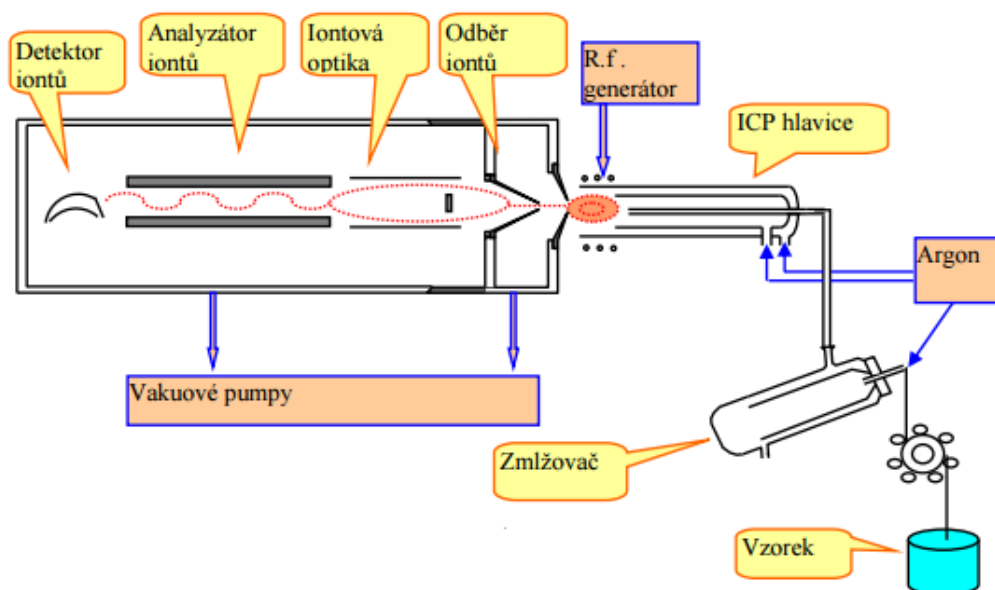 Detektor
iontů
Analyzátor
iontů
Iontová
optika
Odběr
iontů
R.f.
generátor
ICP hlavice
Argon
Vakuové pumpy
Zmlžovač
Vzorek